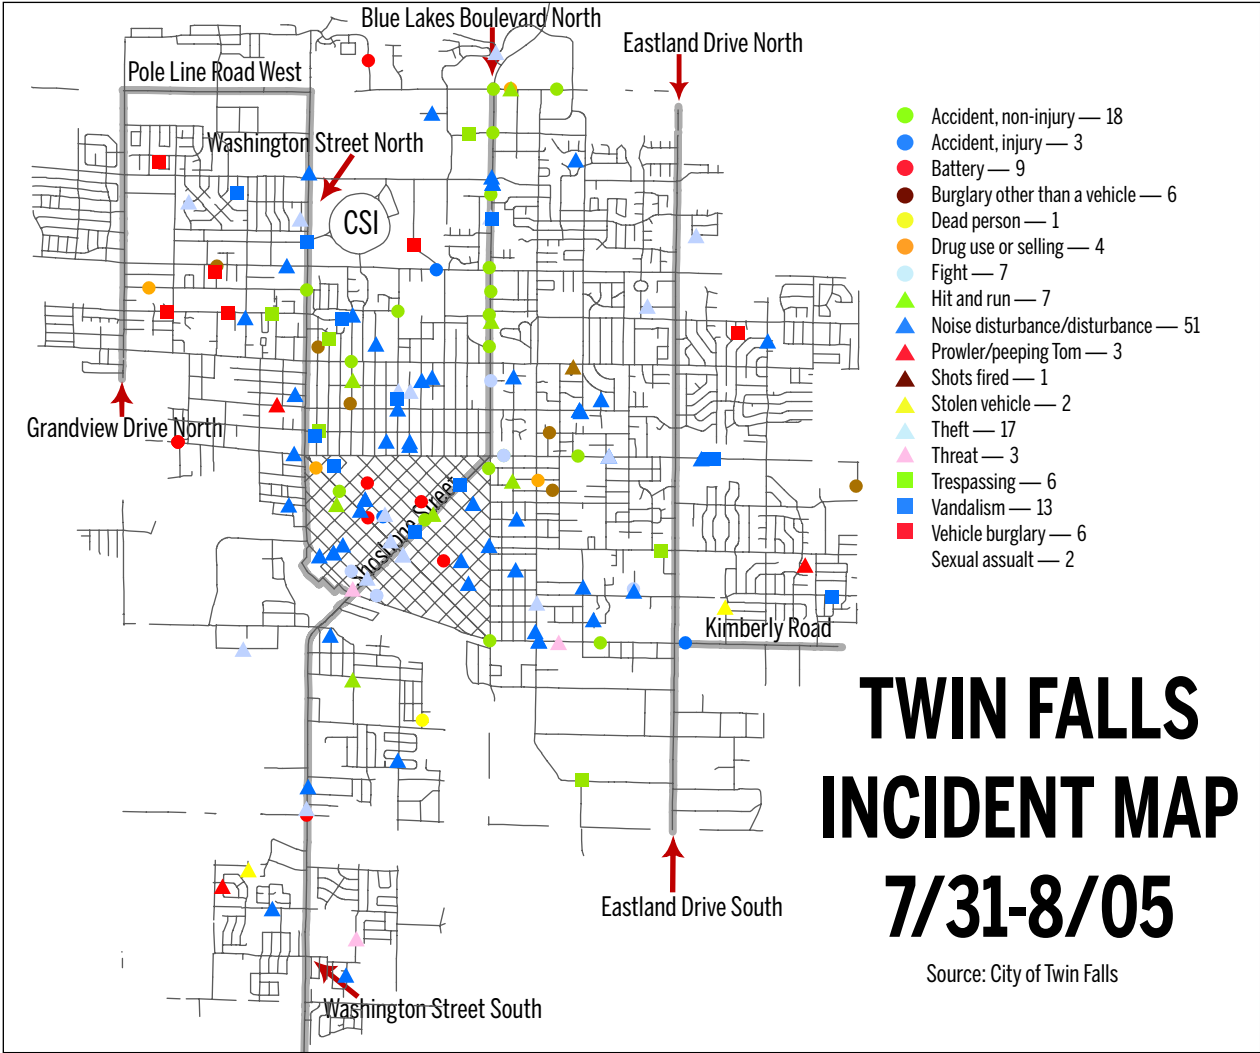 Blue Lakes Boulevard North
Eastland Drive North
Pole Line Road West
Washington Street North
CSI
Grandview Drive North
Shoshone Street
Kimberly Road
Eastland Drive South
Washington Street South
Accident, non-injury — 18
Accident, injury — 3
Battery — 9
Burglary other than a vehicle — 6
Dead person — 1
Drug use or selling — 4
Fight — 7
Hit and run — 7
Noise disturbance/disturbance — 51
Prowler/peeping Tom — 3
Shots fired — 1
Stolen vehicle — 2
Theft — 17
Threat — 3
Trespassing — 6
Vandalism — 13
Vehicle burglary — 6
Sexual assualt — 2
TWIN FALLS
INCIDENT MAP
7/31-8/05
Source: City of Twin Falls